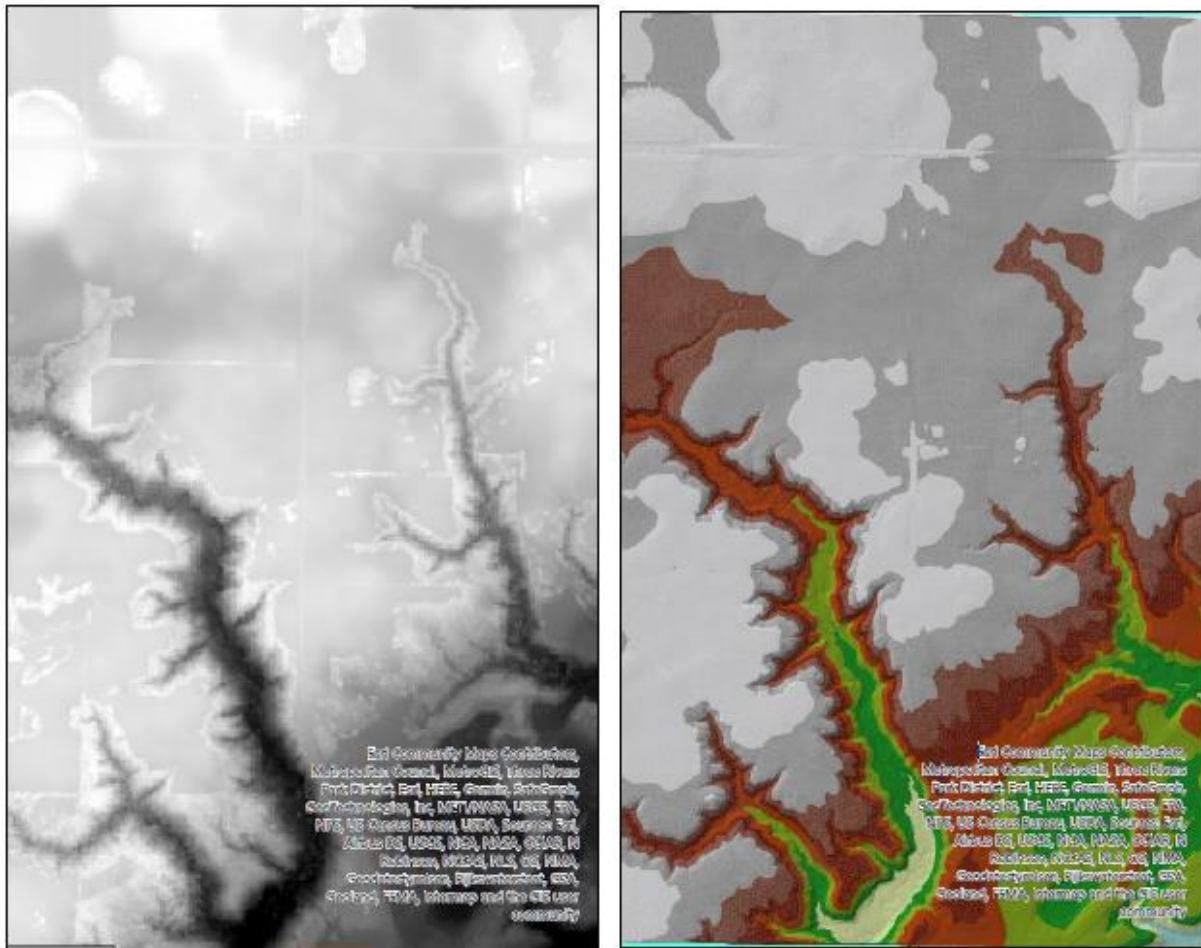 Esri Community Maps Contributors,
Metropolitan Council, MetroGIS, Three Rivers
Park District, Esri, HERE, Garmin, SafeGraph,
GeoTechnologies, Inc, METI/NASA, USGS, EPA,
NPS, US Census Bureau, USDA, Sources: Esri,
Airbus DS, USGS, NGA, NASA, CGIAR, N
Robinson, NCEAS, NLS, OS, NMA,
Geodatastyrelsen, Rijkswaterstaat, GSA,
Geoland, FEMA, Intermap and the GIS user
community
Esri Community Maps Contributors,
Metropolitan Council, MetroGIS, Three Rivers
Park District, Esri, HERE, Garmin, SafeGraph,
GeoTechnologies, Inc, METI/NASA, USGS, EPA,
NPS, US Census Bureau, USDA, Sources: Esri,
Airbus DS, USGS, NGA, NASA, CGIAR, N
Robinson, NCEAS, NLS, OS, NMA,
Geodatastyrelsen, Rijkswaterstaat, GSA,
Geoland, FEMA, Intermap and the GIS user
community